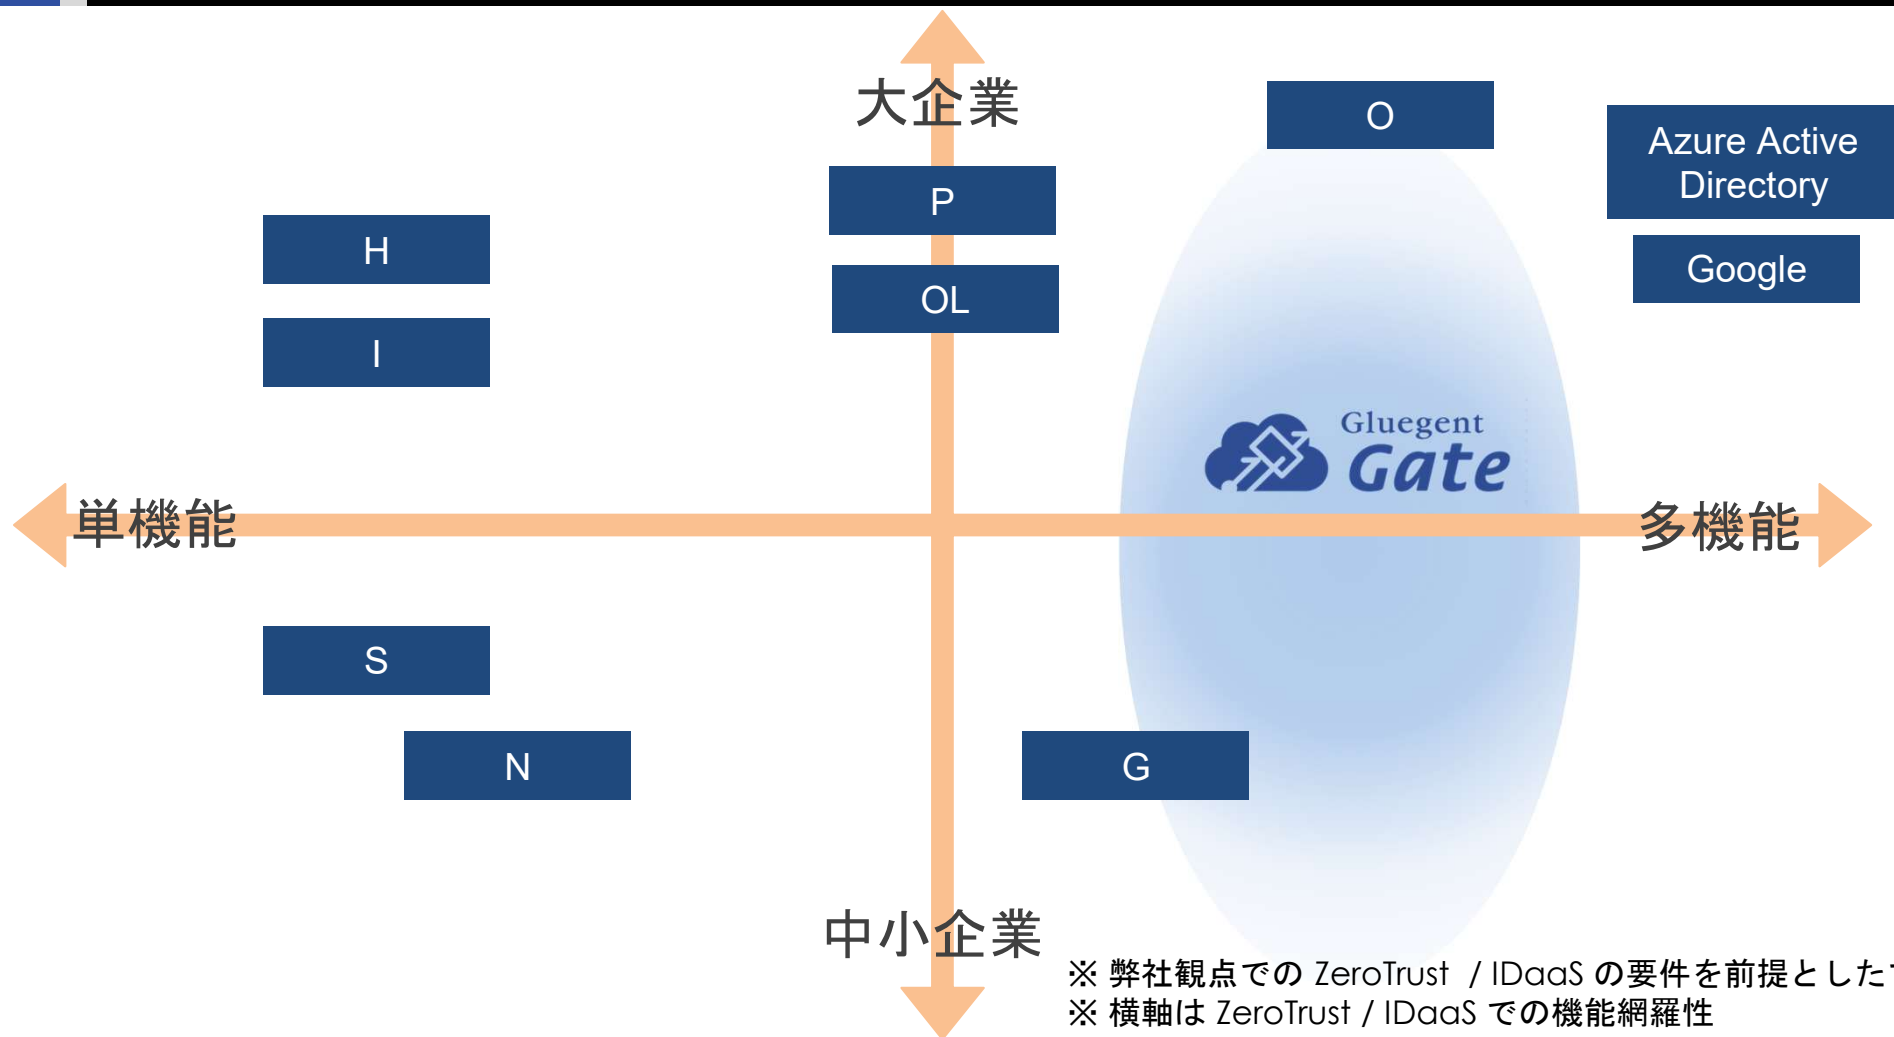 大企業
O
Azure Active
Directory
P
H
Google
OL
I
Gluegent
Gate
単機能
多機能
S
N
G
中小企業
※ 弊社観点での ZeroTrust / IDaaS の要件を前提とした
※ 横軸は ZeroTrust / IDaaS での機能網羅性